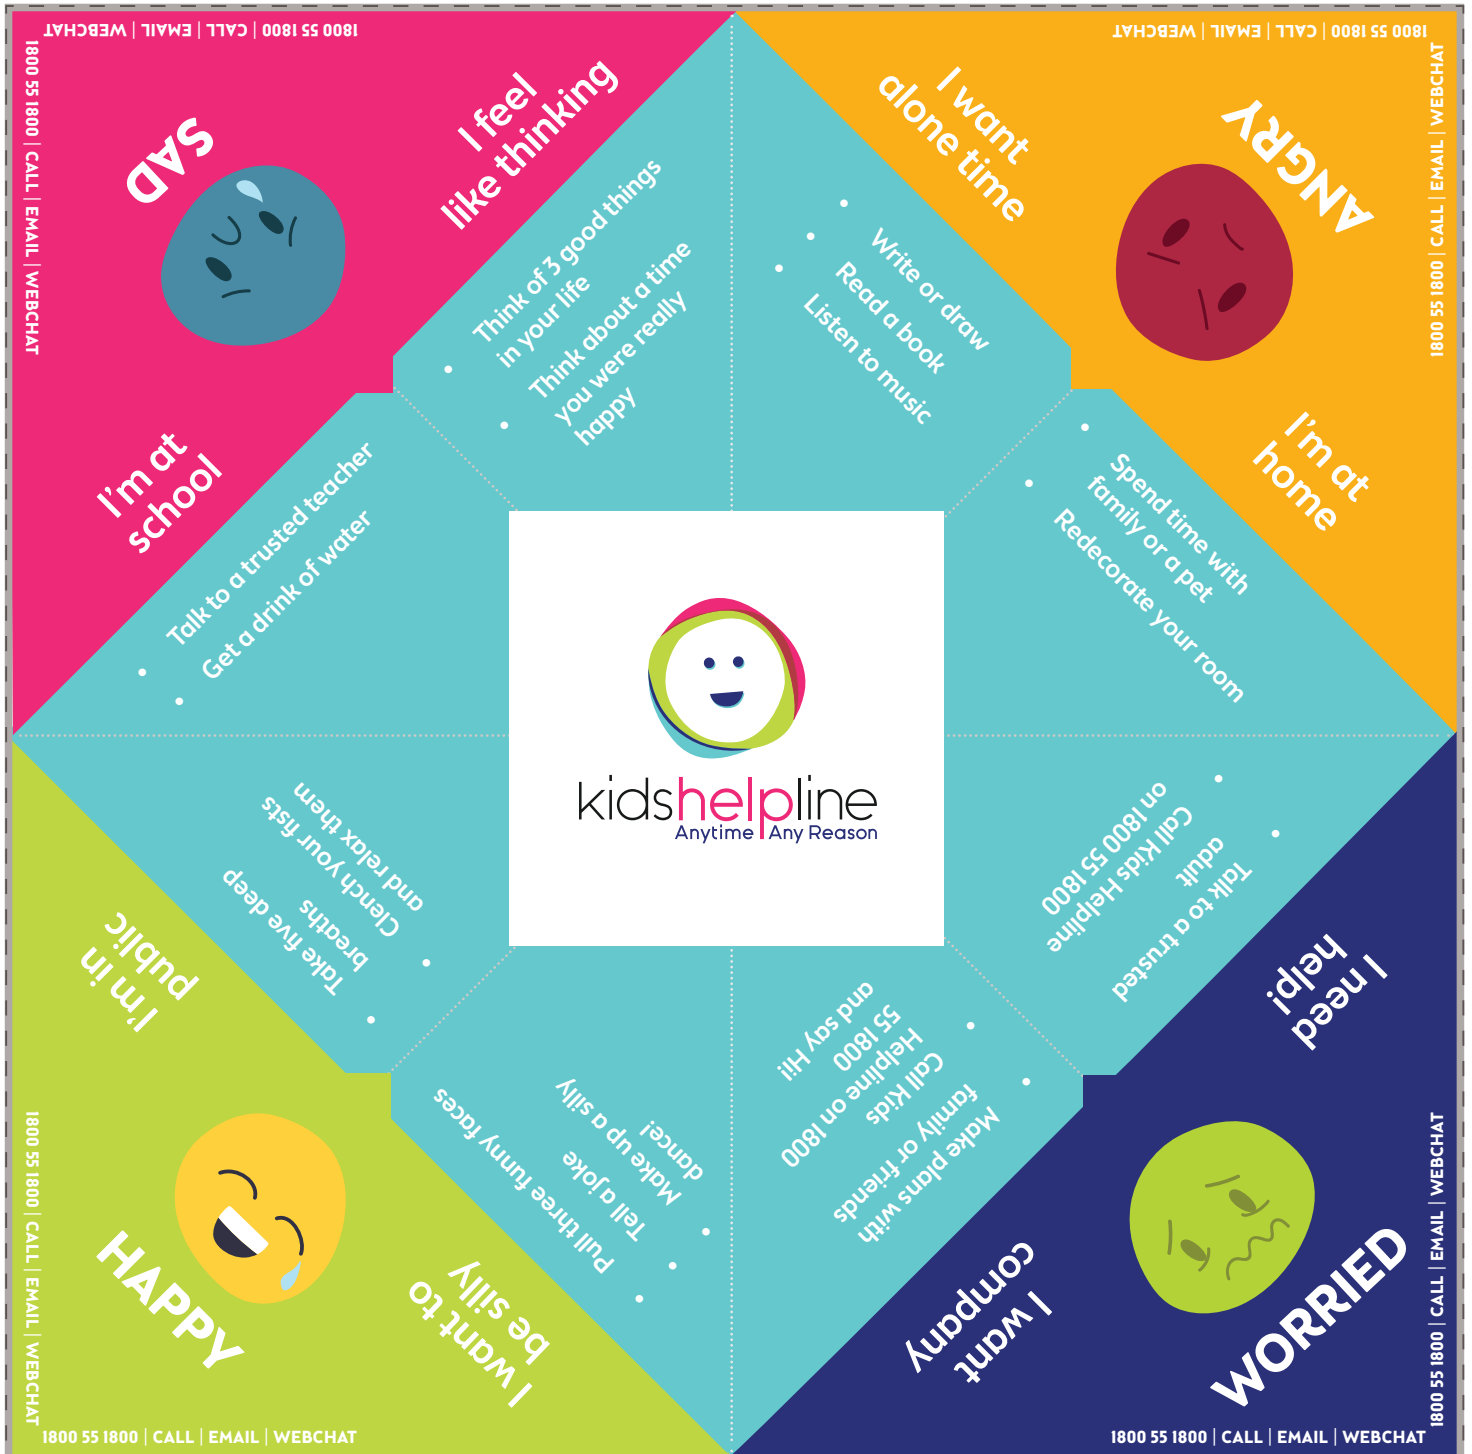 1800 55 1800 | CALL | EMAIL | WEBCHAT
1800 55 1800 | CALL | EMAIL | WEBCHAT
SAD
I feel
like thinking
Think of 3 good things
in your life
Think about a time
you were really
happy
I'm at
school
Talk to a trusted teacher
Get a drink of water
1800 55 1800 | CALL | EMAIL | WEBCHAT
1800 55 1800 | CALL | EMAIL | WEBCHAT
ANGRY
I want
alone time
Write or draw
Read a book
Listen to music
I'm at
home
Spend time with
family or a pet
Redecorate your room
kidshelpline
Anytime Any Reason
I'm in
public
Take five deep
breaths
Clench your fists
and relax them
HAPPY
I want to
be silly
Pull three funny faces
Tell a joke
Make up a silly
dance!
1800 55 1800 | CALL | EMAIL | WEBCHAT
1800 55 1800 | CALL | EMAIL | WEBCHAT
I need
help!
Talk to a trusted
adult
Call Kids Helpline
on 1800 55 1800
I want
company
Make plans with
family or friends
Call Kids
Helpline on 1800
55 1800
and say Hi!
WORRIED
1800 55 1800 | CALL | EMAIL | WEBCHAT
1800 55 1800 | CALL | EMAIL | WEBCHAT